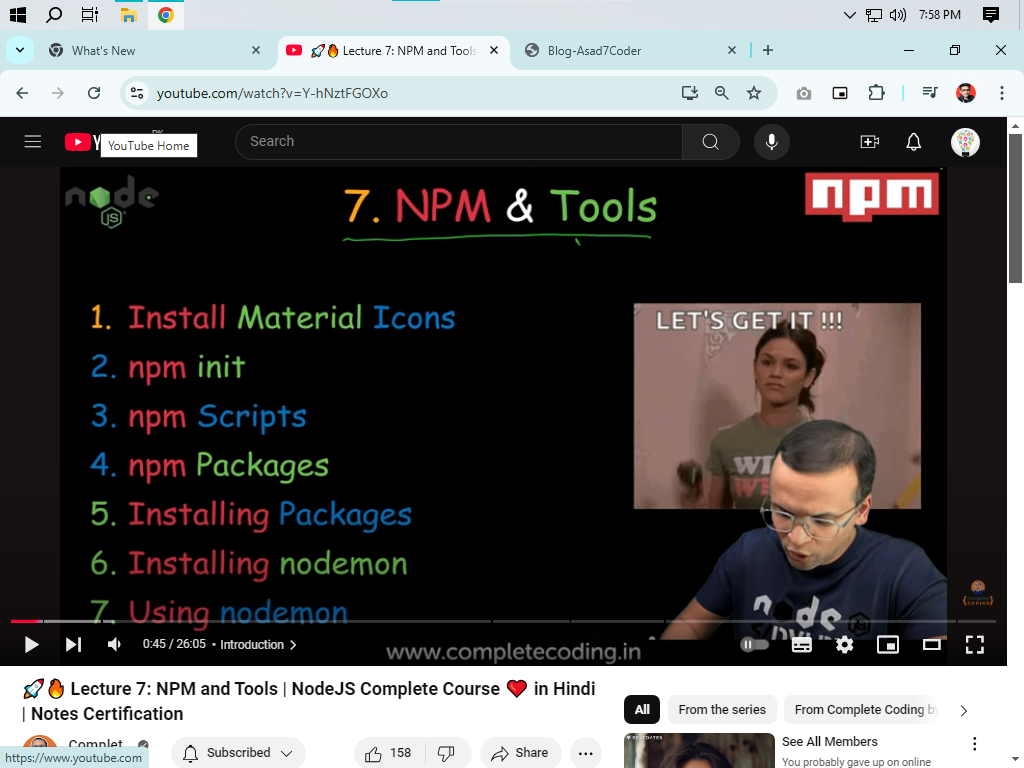 7:58 PM
What's New
🚀🔥 Lecture 7: NPM and Tools
Blog-Asad7Coder
youtube.com/watch?v=Y-hNztFGOXo
YouTube Home
Search
node
JS
7. NPM & Tools
npm
1. Install Material Icons
2. npm init
3. npm Scripts
4. npm Packages
5. Installing Packages
6. Installing nodemon
7. Using nodemon
LET'S GET IT !!!
node
0:45 / 26:05 • Introduction
www.completecoding.in
🚀🔥 Lecture 7: NPM and Tools | NodeJS Complete Course ❤️ in Hindi
| Notes Certification
All
From the series
From Complete Coding by
Complet
Subscribed
158
Share
See All Members
You probably gave up on online
https://www.youtube.com